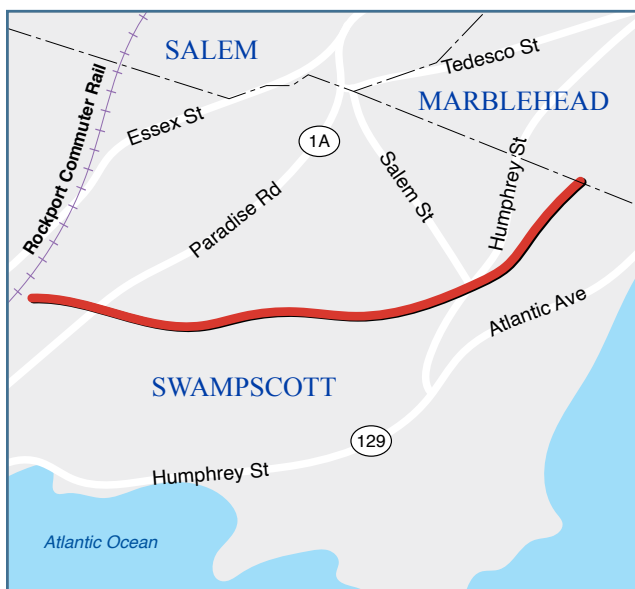 SALEM
Tedesco St
MARBLEHEAD
Rockport Commuter Rail
Essex St
1A
Salem St
Humphrey St
Paradise Rd
Atlantic Ave
SWAMPSCOTT
129
Humphrey St
Atlantic Ocean